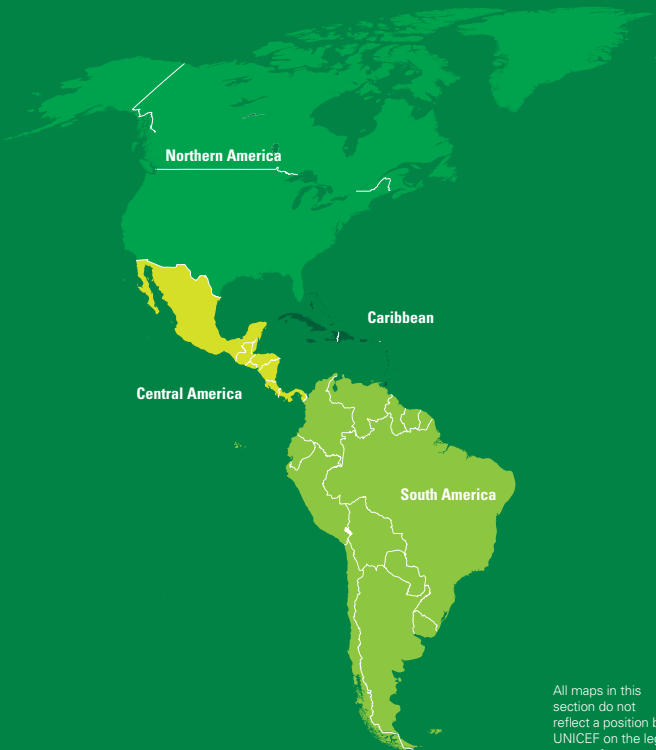 Northern America
Caribbean
Central America
South America
All maps in this
section do not
reflect a position
UNICEF on the